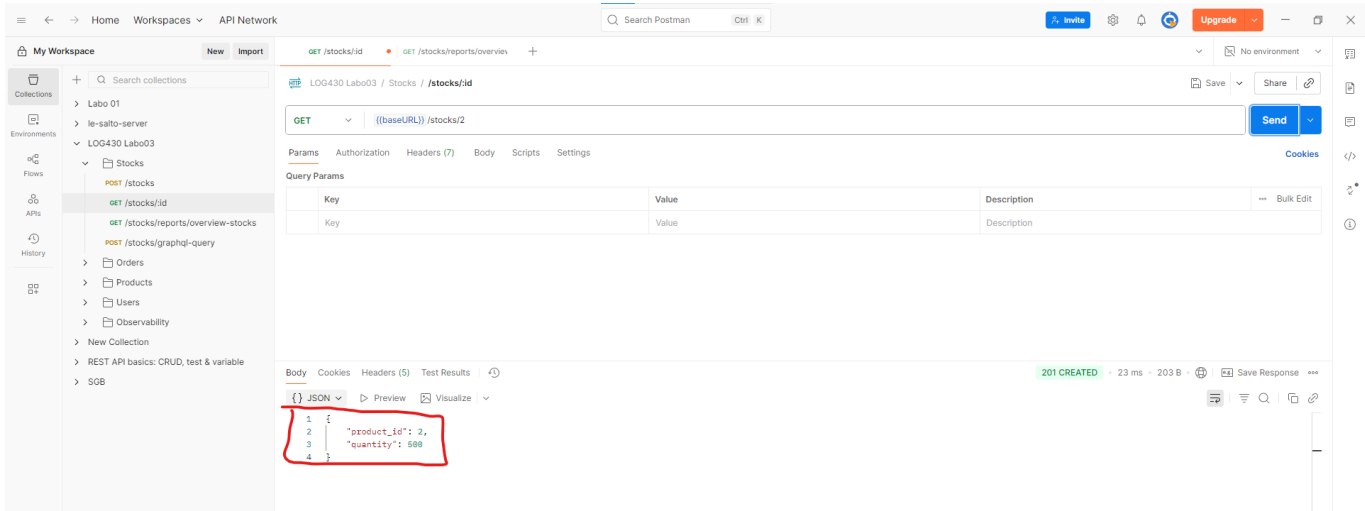 Home Workspaces API Network Search Postman Ctrl K Invite Upgrade
My Workspace New Import GET /stocks/:id GET /stocks/reports/overview No environment
Collections
Environments
Flows
APIs
History
Search collections
Labo 01
le-salto-server
LOG430 Labo03
Stocks
POST /stocks
GET /stocks/:id
GET /stocks/reports/overview-stocks
POST /stocks/graphql-query
Orders
Products
Users
Observability
New Collection
REST API basics: CRUD, test & variable
SGB
HTTP LOG430 Labo03 / Stocks / /stocks/:id Save Share
GET {{baseURL}} /stocks/2 Send
Params Authorization Headers (7) Body Scripts Settings Cookies
Query Params
Key Value Description Bulk Edit
Key Value Description
Body Cookies Headers (5) Test Results 201 CREATED 23 ms 203 B Save Response
{} JSON Preview Visualize
1 {
2 "product_id": 2,
3 "quantity": 500
4 }